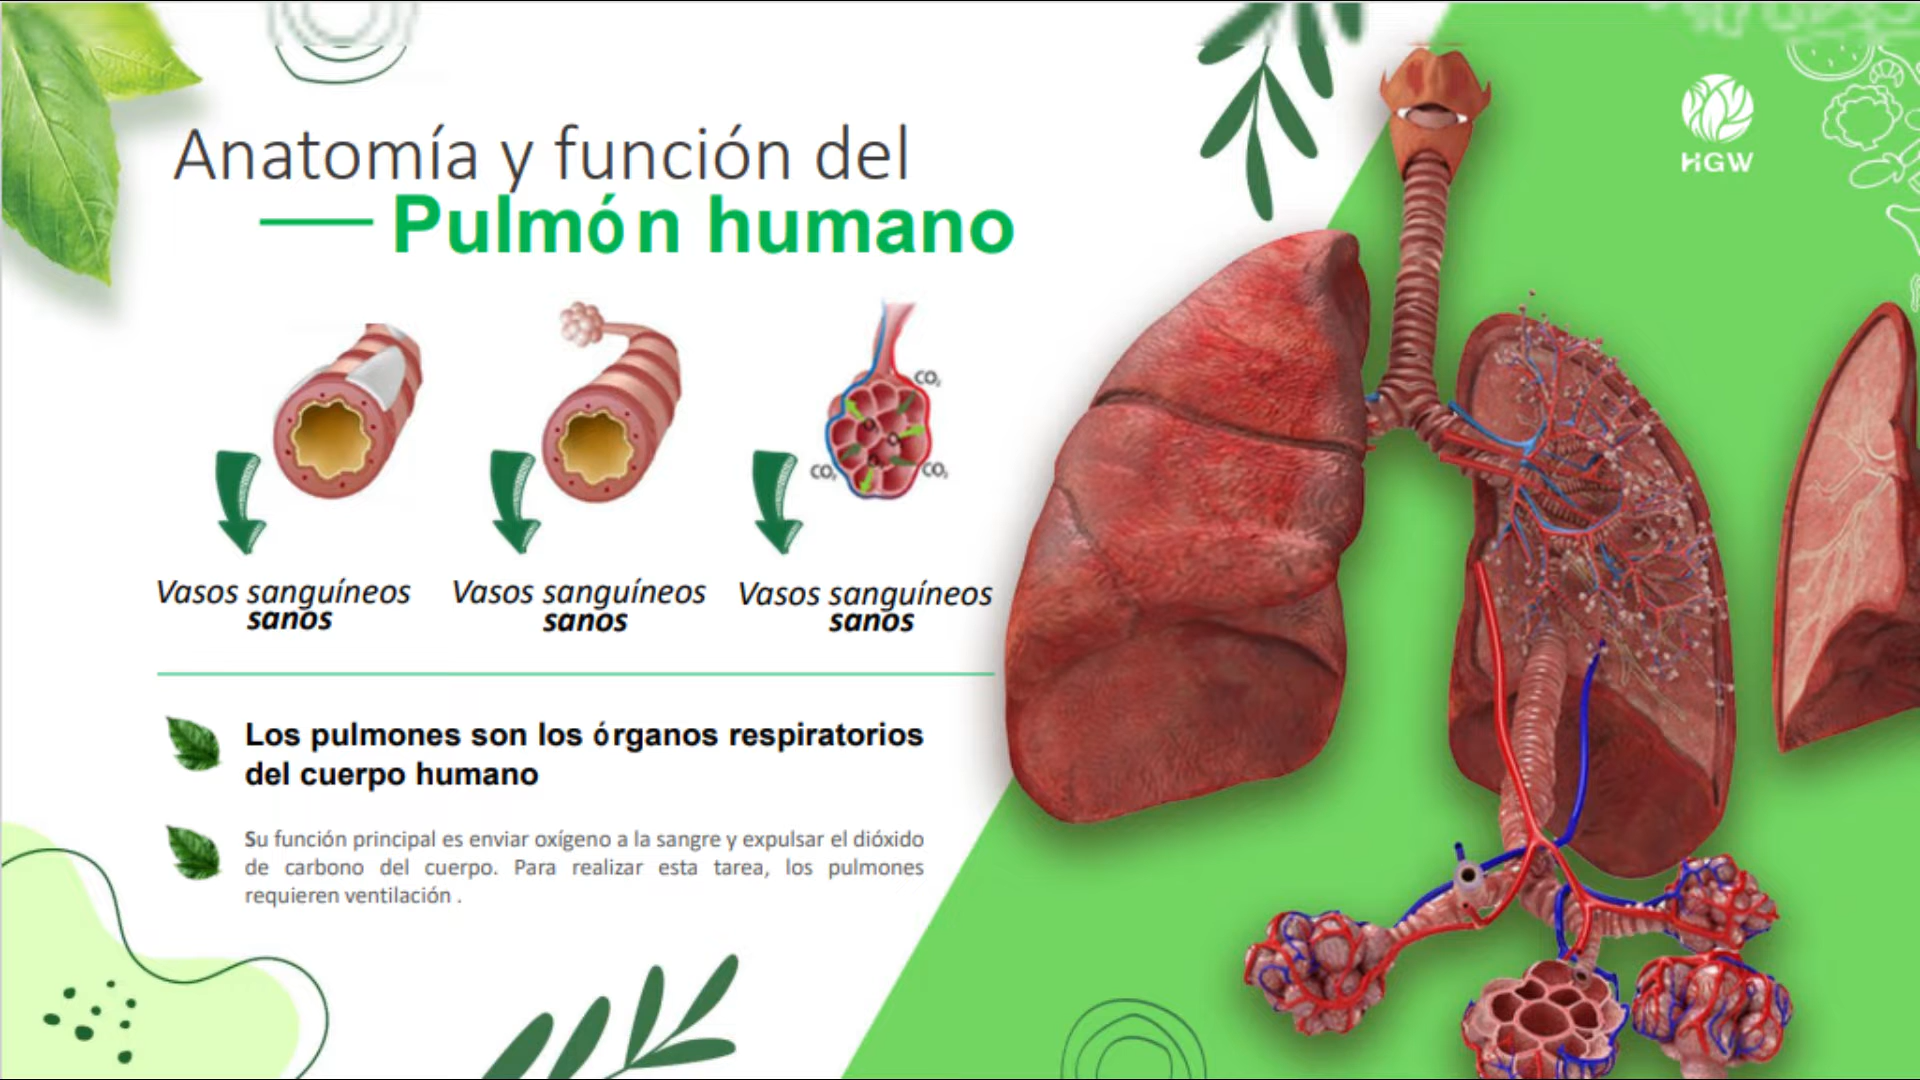 Anatomía y función del
Pulmón humano
HGW
CO₂
CO₂
CO₂
Vasos sanguíneos
sanos
Vasos sanguíneos
sanos
Vasos sanguíneos
sanos
Los pulmones son los órganos respiratorios
del cuerpo humano
Su función principal es enviar oxígeno a la sangre y expulsar el dióxido
de carbono del cuerpo. Para realizar esta tarea, los pulmones
requieren ventilación .